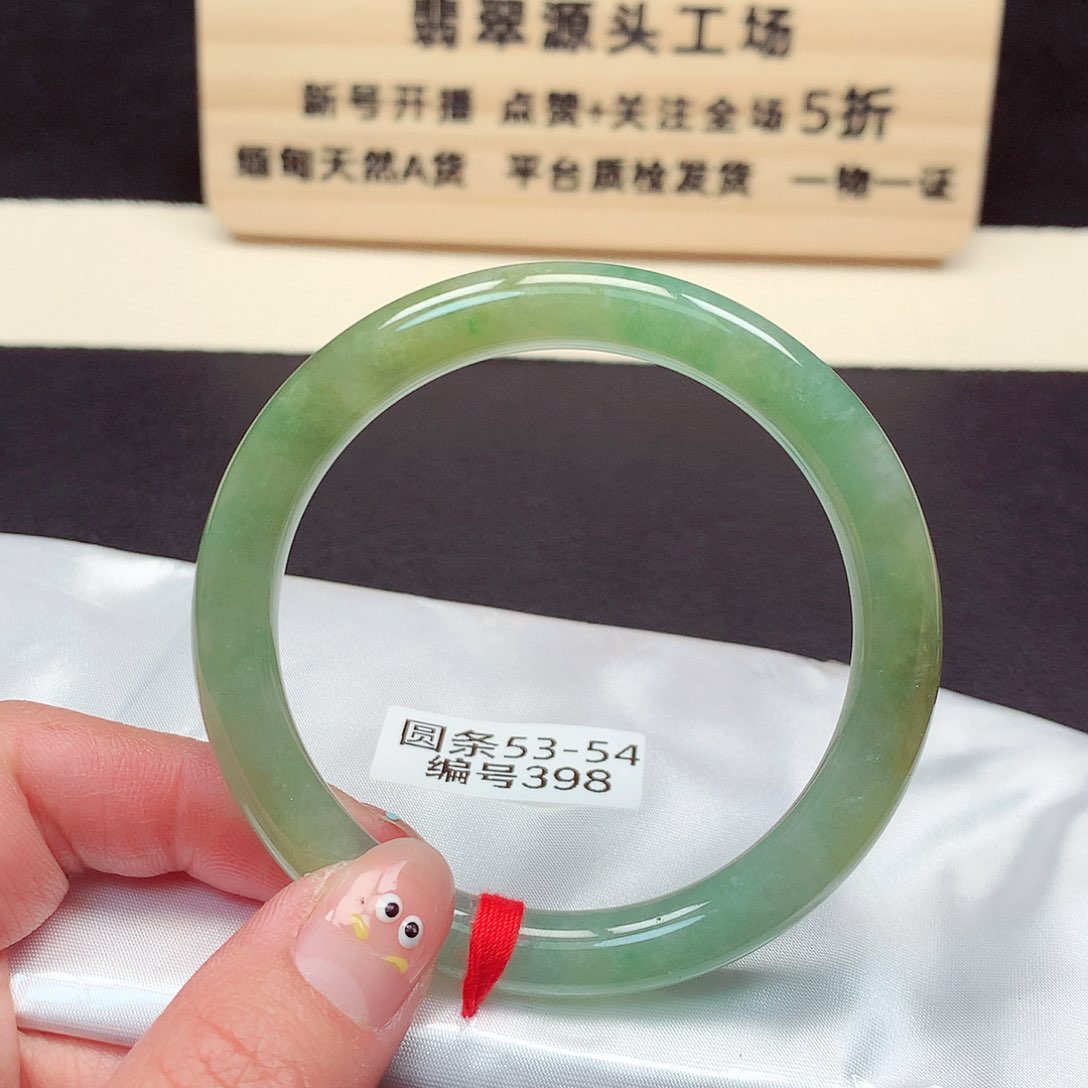 翡翠源头工场
新号开播 点赞+关注全场5折
缅甸天然A货 平台质检发货 一物一证
圆条53-54
编号398